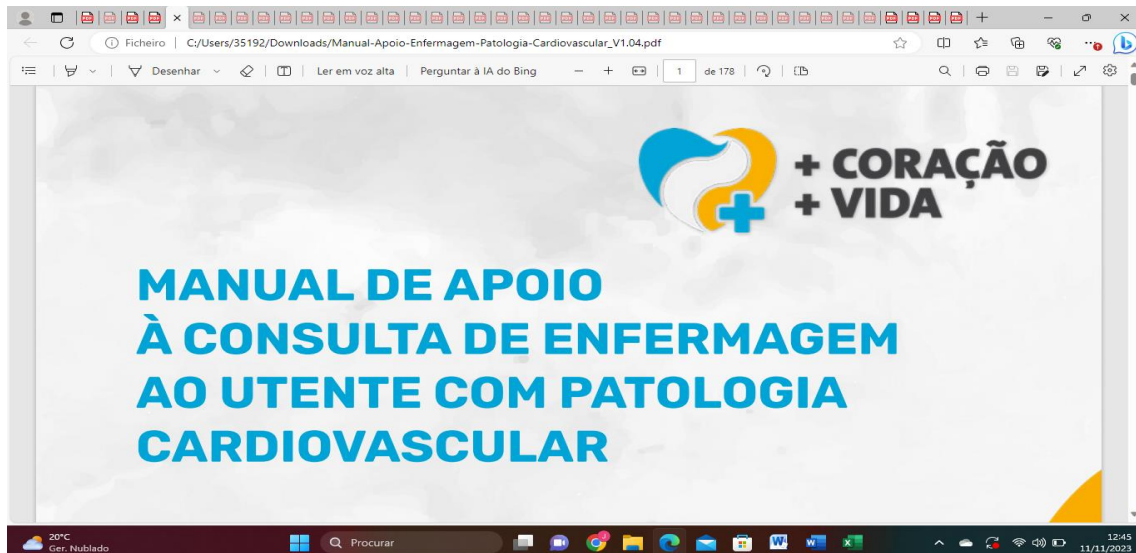 Ficheiro | C:/Users/35192/Downloads/Manual-Apoio-Enfermagem-Patologia-Cardiovascular_V1.04.pdf
Desenhar | Ler em voz alta | Perguntar à IA do Bing 1 de 178
+ CORAÇÃO
+ VIDA
MANUAL DE APOIO
À CONSULTA DE ENFERMAGEM
AO UTENTE COM PATOLOGIA
CARDIOVASCULAR
20°C
Ger. Nublado
Procurar
12:45
11/11/2023